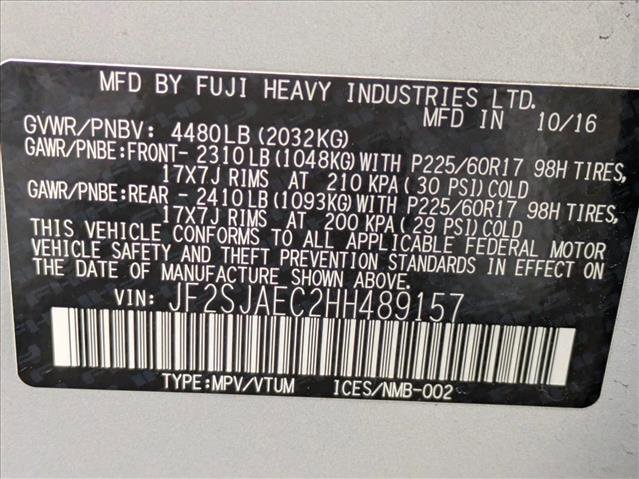 MFD BY FUJI HEAVY INDUSTRIES LTD.
MFD IN 10/16
GVWR/PNBV: 4480LB(2032KG)
GAWR/PNBE:FRONT- 2310LB(1048KG)WITH P225/60R17 98H TIRES,
17X7J RIMS AT 210 KPA( 30 PSI)COLD
GAWR/PNBE:REAR - 2410LB(1093KG)WITH P225/60R17 98H TIRES,
17X7J RIMS AT 200 KPA( 29 PSI)COLD
THIS VEHICLE CONFORMS TO ALL APPLICABLE FEDERAL MOTOR
VEHICLE SAFETY AND THEFT PREVENTION STANDARDS IN EFFECT ON
THE DATE OF MANUFACTURE SHOWN ABOVE.
VIN: JF2SJAEC2HH489157
TYPE:MPV/VTUM ICES/NMB-002